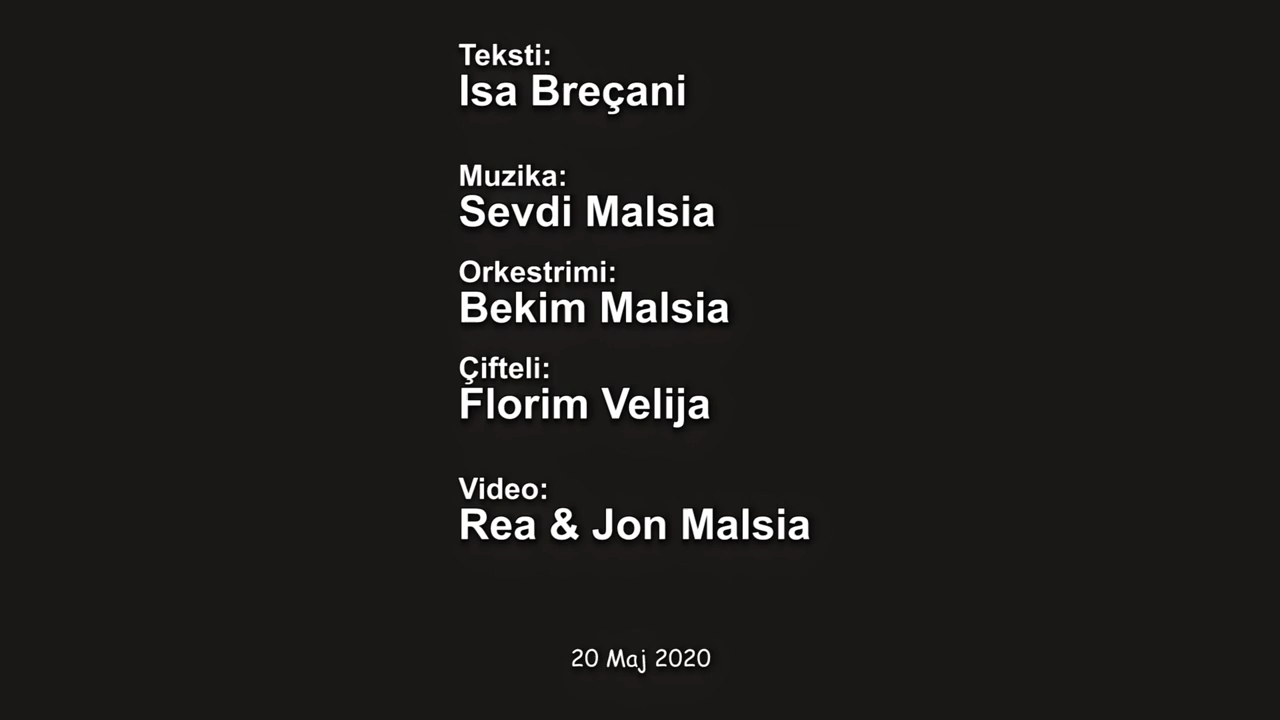 Teksti:
Isa Breçani
Muzika:
Sevdi Malsia
Orkestrimi:
Bekim Malsia
Çifteli:
Florim Velija
Video:
Rea & Jon Malsia
20 Maj 2020